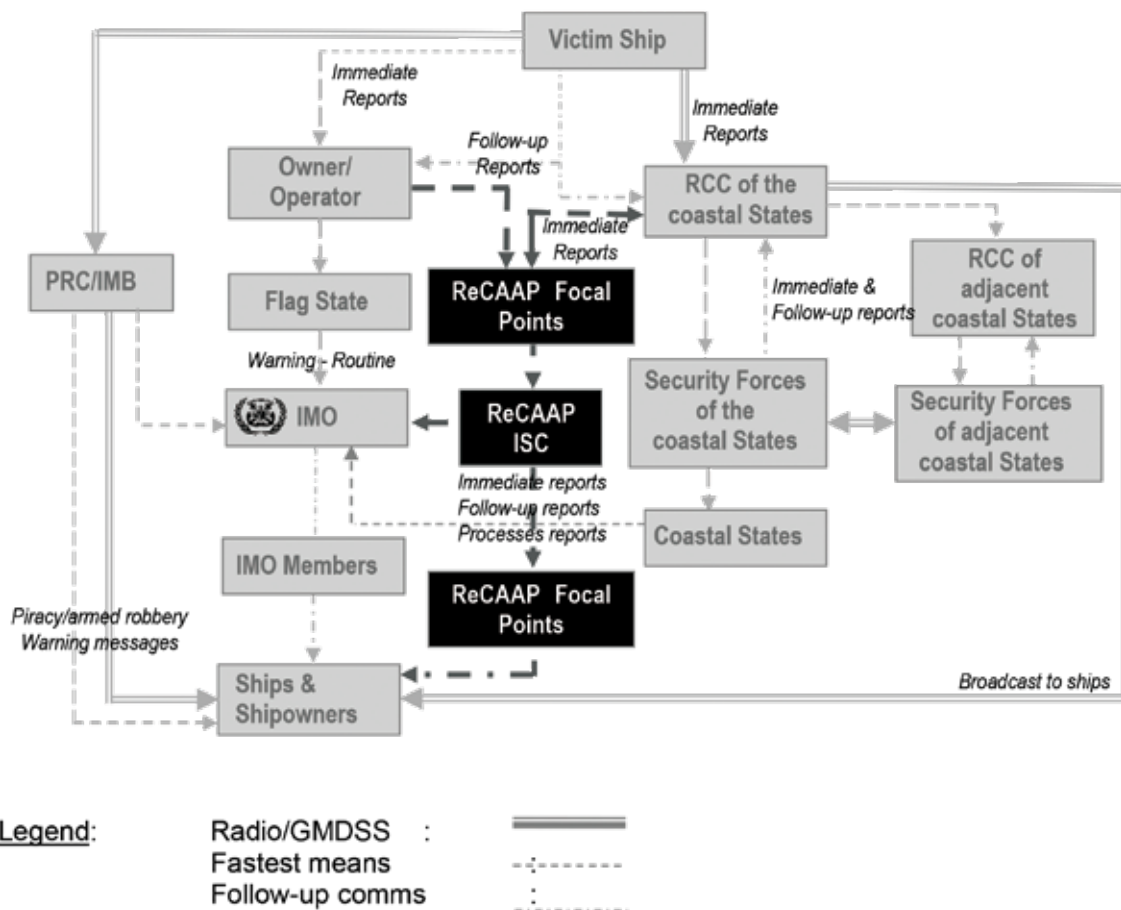 Victim Ship
Immediate
Reports
Immediate
Reports
Follow-up
Reports
Owner/
Operator
RCC of the
coastal States
Immediate
Reports
PRC/IMB
Flag State
ReCAAP Focal
Points
RCC of
adjacent
coastal States
Immediate &
Follow-up reports
Warning - Routine
IMO
ReCAAP
ISC
Security Forces
of the
coastal States
Security Forces
of adjacent
coastal States
Immediate reports
Follow-up reports
Processes reports
Coastal States
IMO Members
ReCAAP Focal
Points
Piracy/armed robbery
Warning messages
Ships &
Shipowners
Broadcast to ships
Legend:
Radio/GMDSS :
Fastest means :
Follow-up comms :